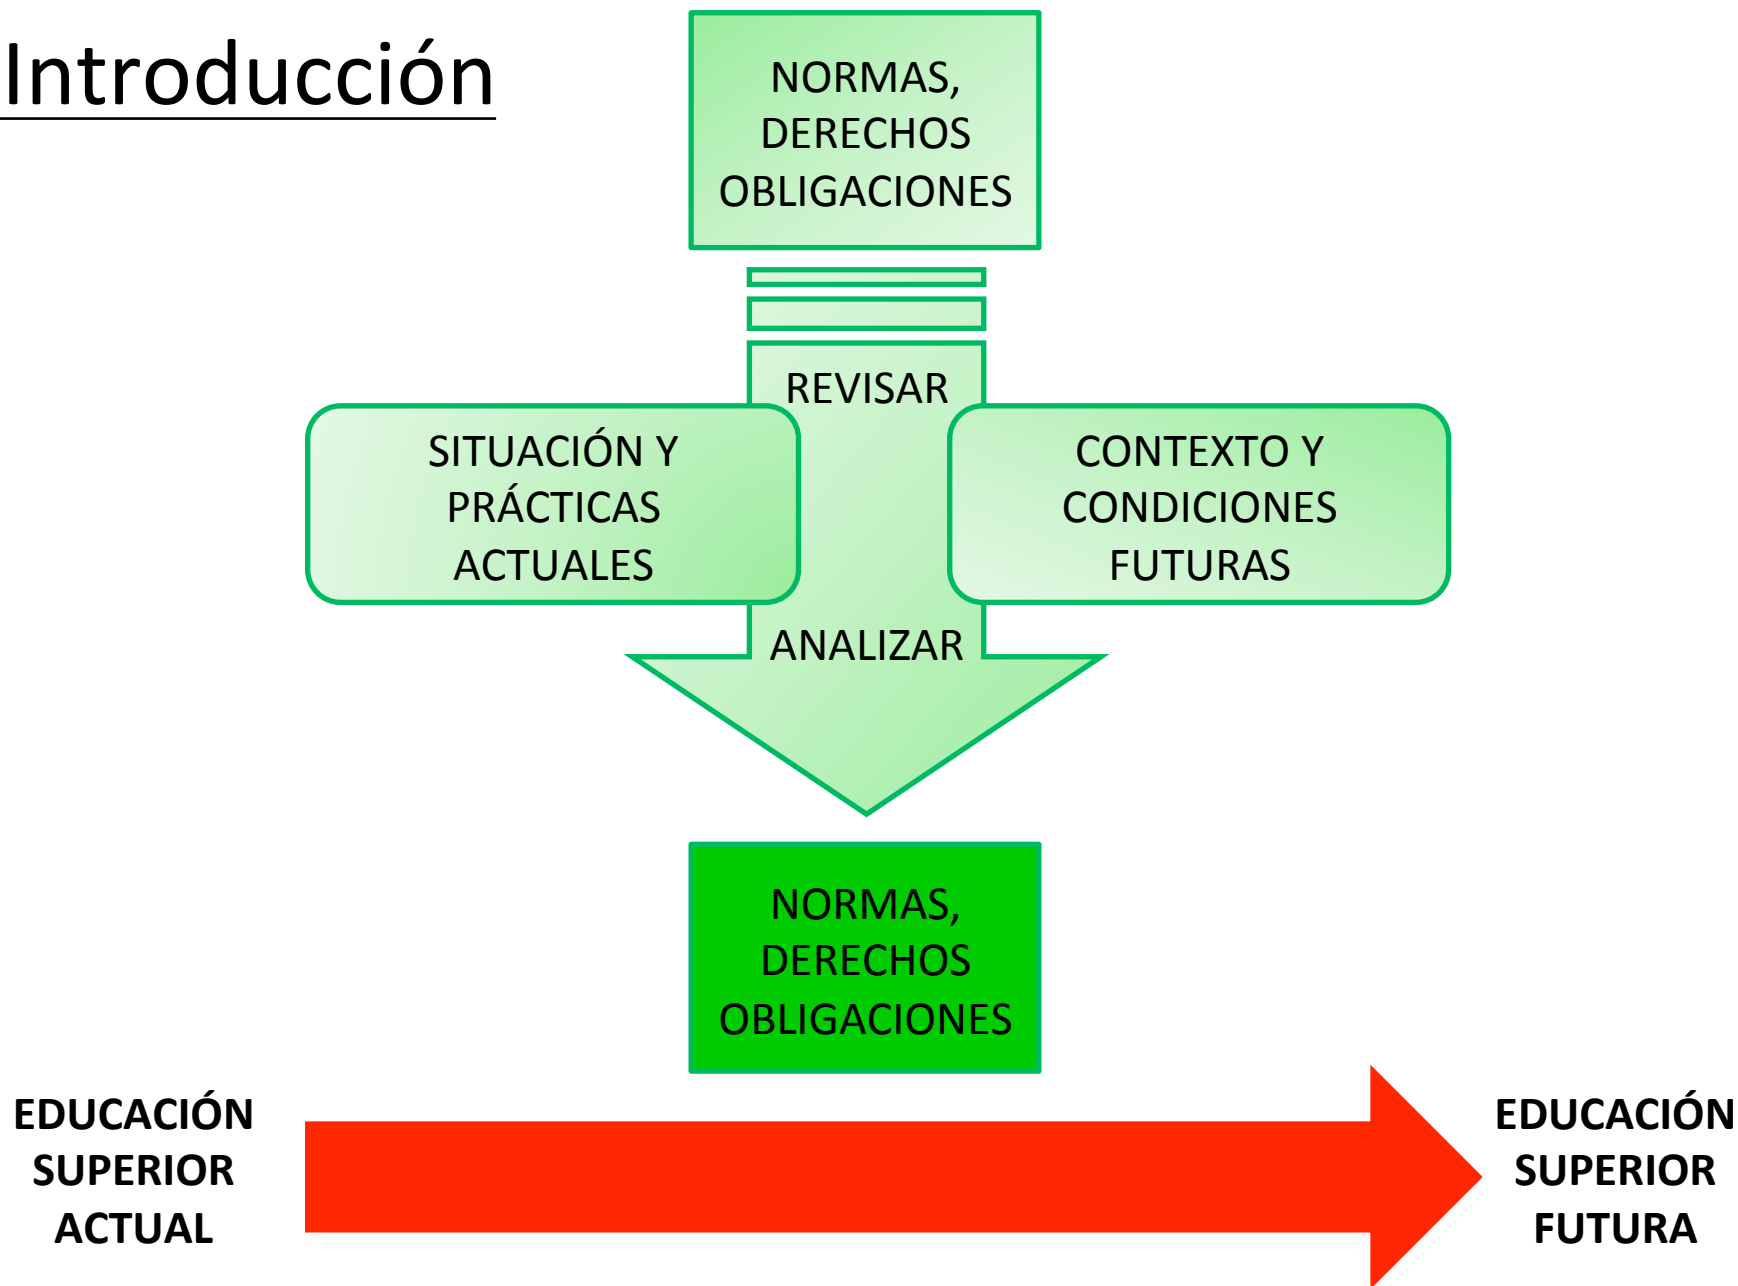 Introducción
NORMAS,
DERECHOS
OBLIGACIONES
REVISAR
SITUACIÓN Y
PRÁCTICAS
ACTUALES
CONTEXTO Y
CONDICIONES
FUTURAS
ANALIZAR
NORMAS,
DERECHOS
OBLIGACIONES
EDUCACIÓN
SUPERIOR
ACTUAL
EDUCACIÓN
SUPERIOR
FUTURA